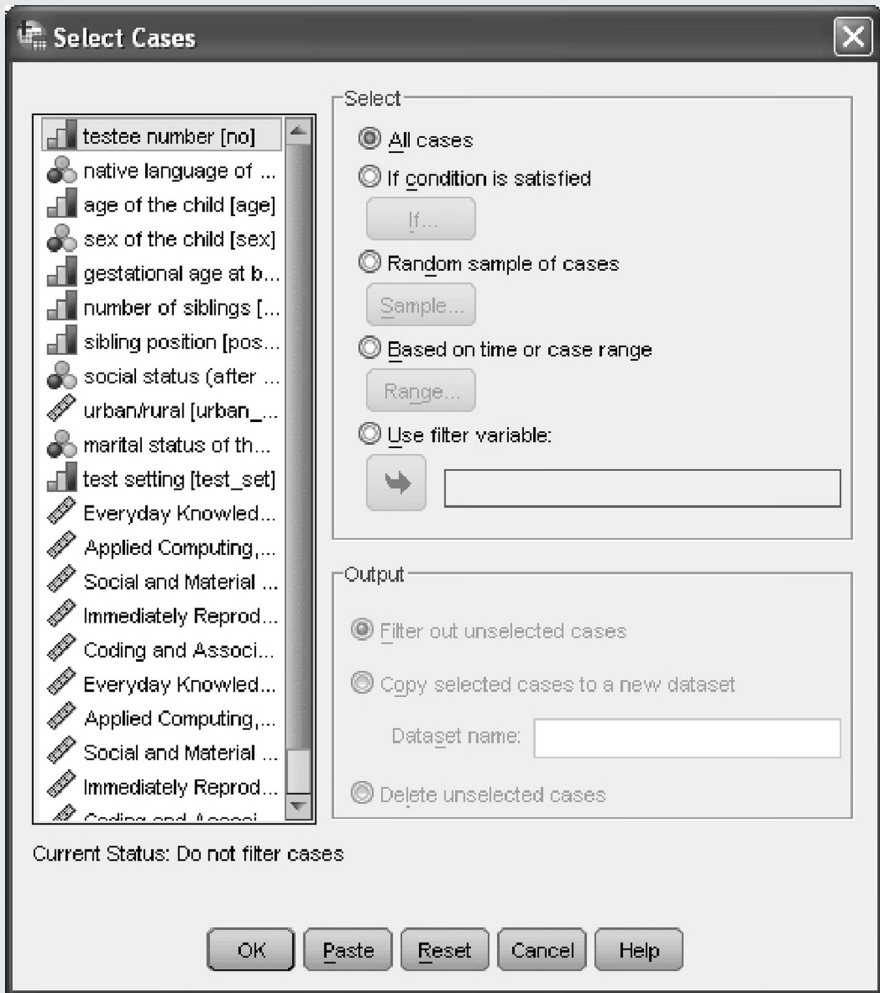 Select Cases
testee number [no]
native language of ...
age of the child [age]
sex of the child [sex]
gestational age at b...
number of siblings [...
sibling position [pos...
social status (after ...
urban/rural [urban_...
marital status of th...
test setting [test_set]
Everyday Knowled...
Applied Computing,...
Social and Material ...
Immediately Reprod...
Coding and Associ...
Everyday Knowled...
Applied Computing,...
Social and Material ...
Immediately Reprod...
Coding and Associ...
Current Status: Do not filter cases
Select
All cases
If condition is satisfied
If...
Random sample of cases
Sample...
Based on time or case range
Range...
Use filter variable:
Output
Filter out unselected cases
Copy selected cases to a new dataset
Dataset name:
Delete unselected cases
OK
Paste
Reset
Cancel
Help